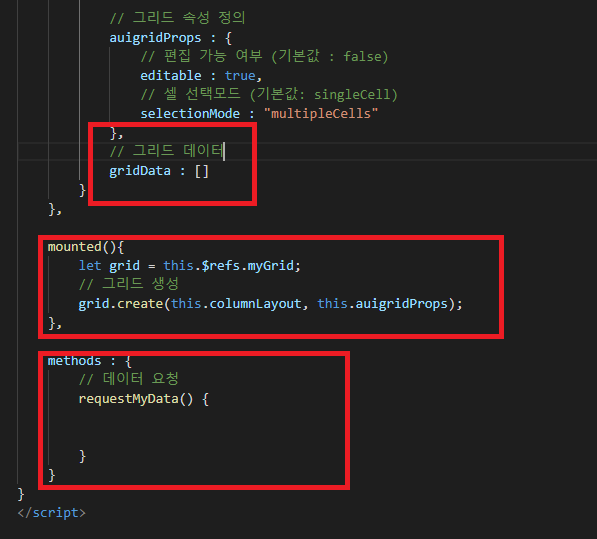 // 그리드 속성 정의
auigridProps : {
// 편집 가능 여부 (기본값 : false)
editable : true,
// 셀 선택모드 (기본값: singleCell)
selectionMode : "multipleCells"
},
// 그리드 데이터
gridData : []
}
},
mounted(){
let grid = this.$refs.myGrid;
// 그리드 생성
grid.create(this.columnLayout, this.auigridProps);
},
methods : {
// 데이터 요청
requestMyData() {
}
}
}
</script>